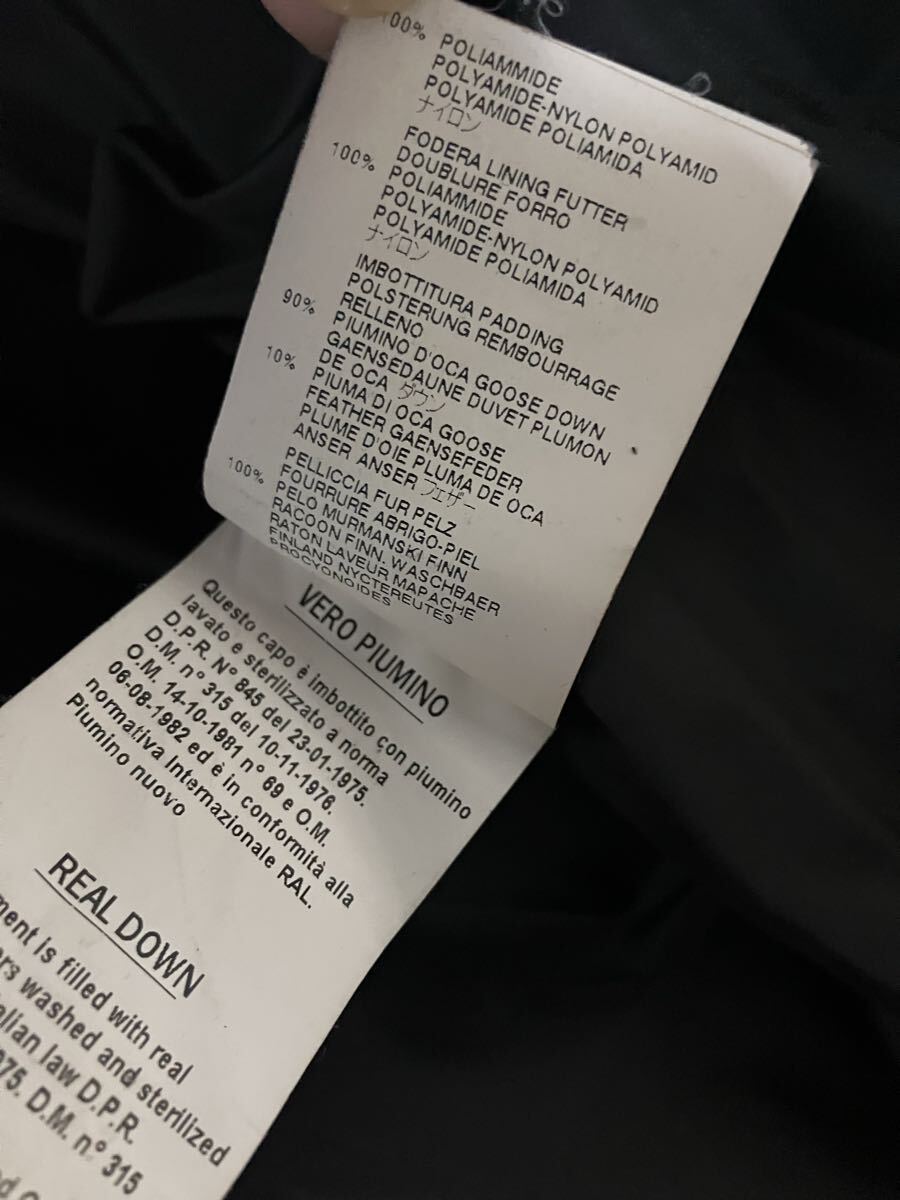 100% POLIAMMIDE
POLYAMIDE-NYLON POLYAMID
POLYAMIDE POLIAMIDA
ナイロン
FODERA LINING FUTTER
DOUBLURE FORRO
100% POLIAMMIDE
POLYAMIDE-NYLON POLYAMID
POLYAMIDE POLIAMIDA
ナイロン
IMBOTTITURA PADDING
POLSTERUNG REMBOURRAGE
RELLENO
90% PIUMINO D'OCA GOOSE DOWN
GAENSEDAUNE DUVET PLUMON
DE OCA ダウン
10% PIUMA DI OCA GOOSE
FEATHER GAENSEFEDER
PLUME D'OIE PLUMA DE OCA
ANSER ANSER フェザー
PELLICCIA FUR PELZ
FOURRURE ABRIGO-PIEL
100% PELO MURMANSKI FINN
RACOON FINN. WASCHBAER
RATON LAVEUR MAPACHE
FINLAND NYCTEREUTES
PROCYONOIDES
VERO PIUMINO
Questo capo è imbottito con piumino
lavato e sterilizzato a norma
D.P.R. N° 845 del 23-01-1975.
D.M. n° 315 del 10-11-1976.
O.M. 14-10-1981 n° 69 e O.M.
06-08-1982 ed è in conformità alla
normativa Internazionale RAL.
Piumino nuovo
REAL DOWN
ment is filled with real
ers washed and sterilized
alian law D.P.R.
975. D.M. n° 315